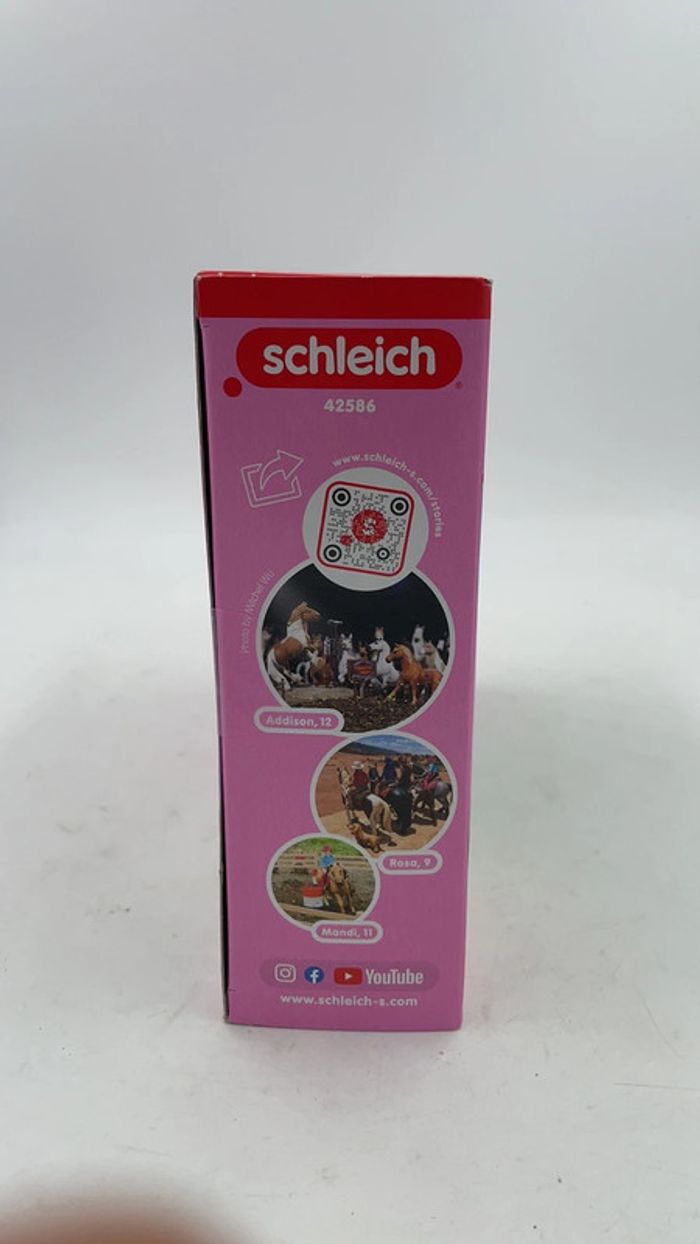 schleich
®
42586
www.schleich-s.com/stories
S
Photo by Mitchel Wu
Addison, 12
Rosa, 9
Mandi, 11
YouTube
www.schleich-s.com